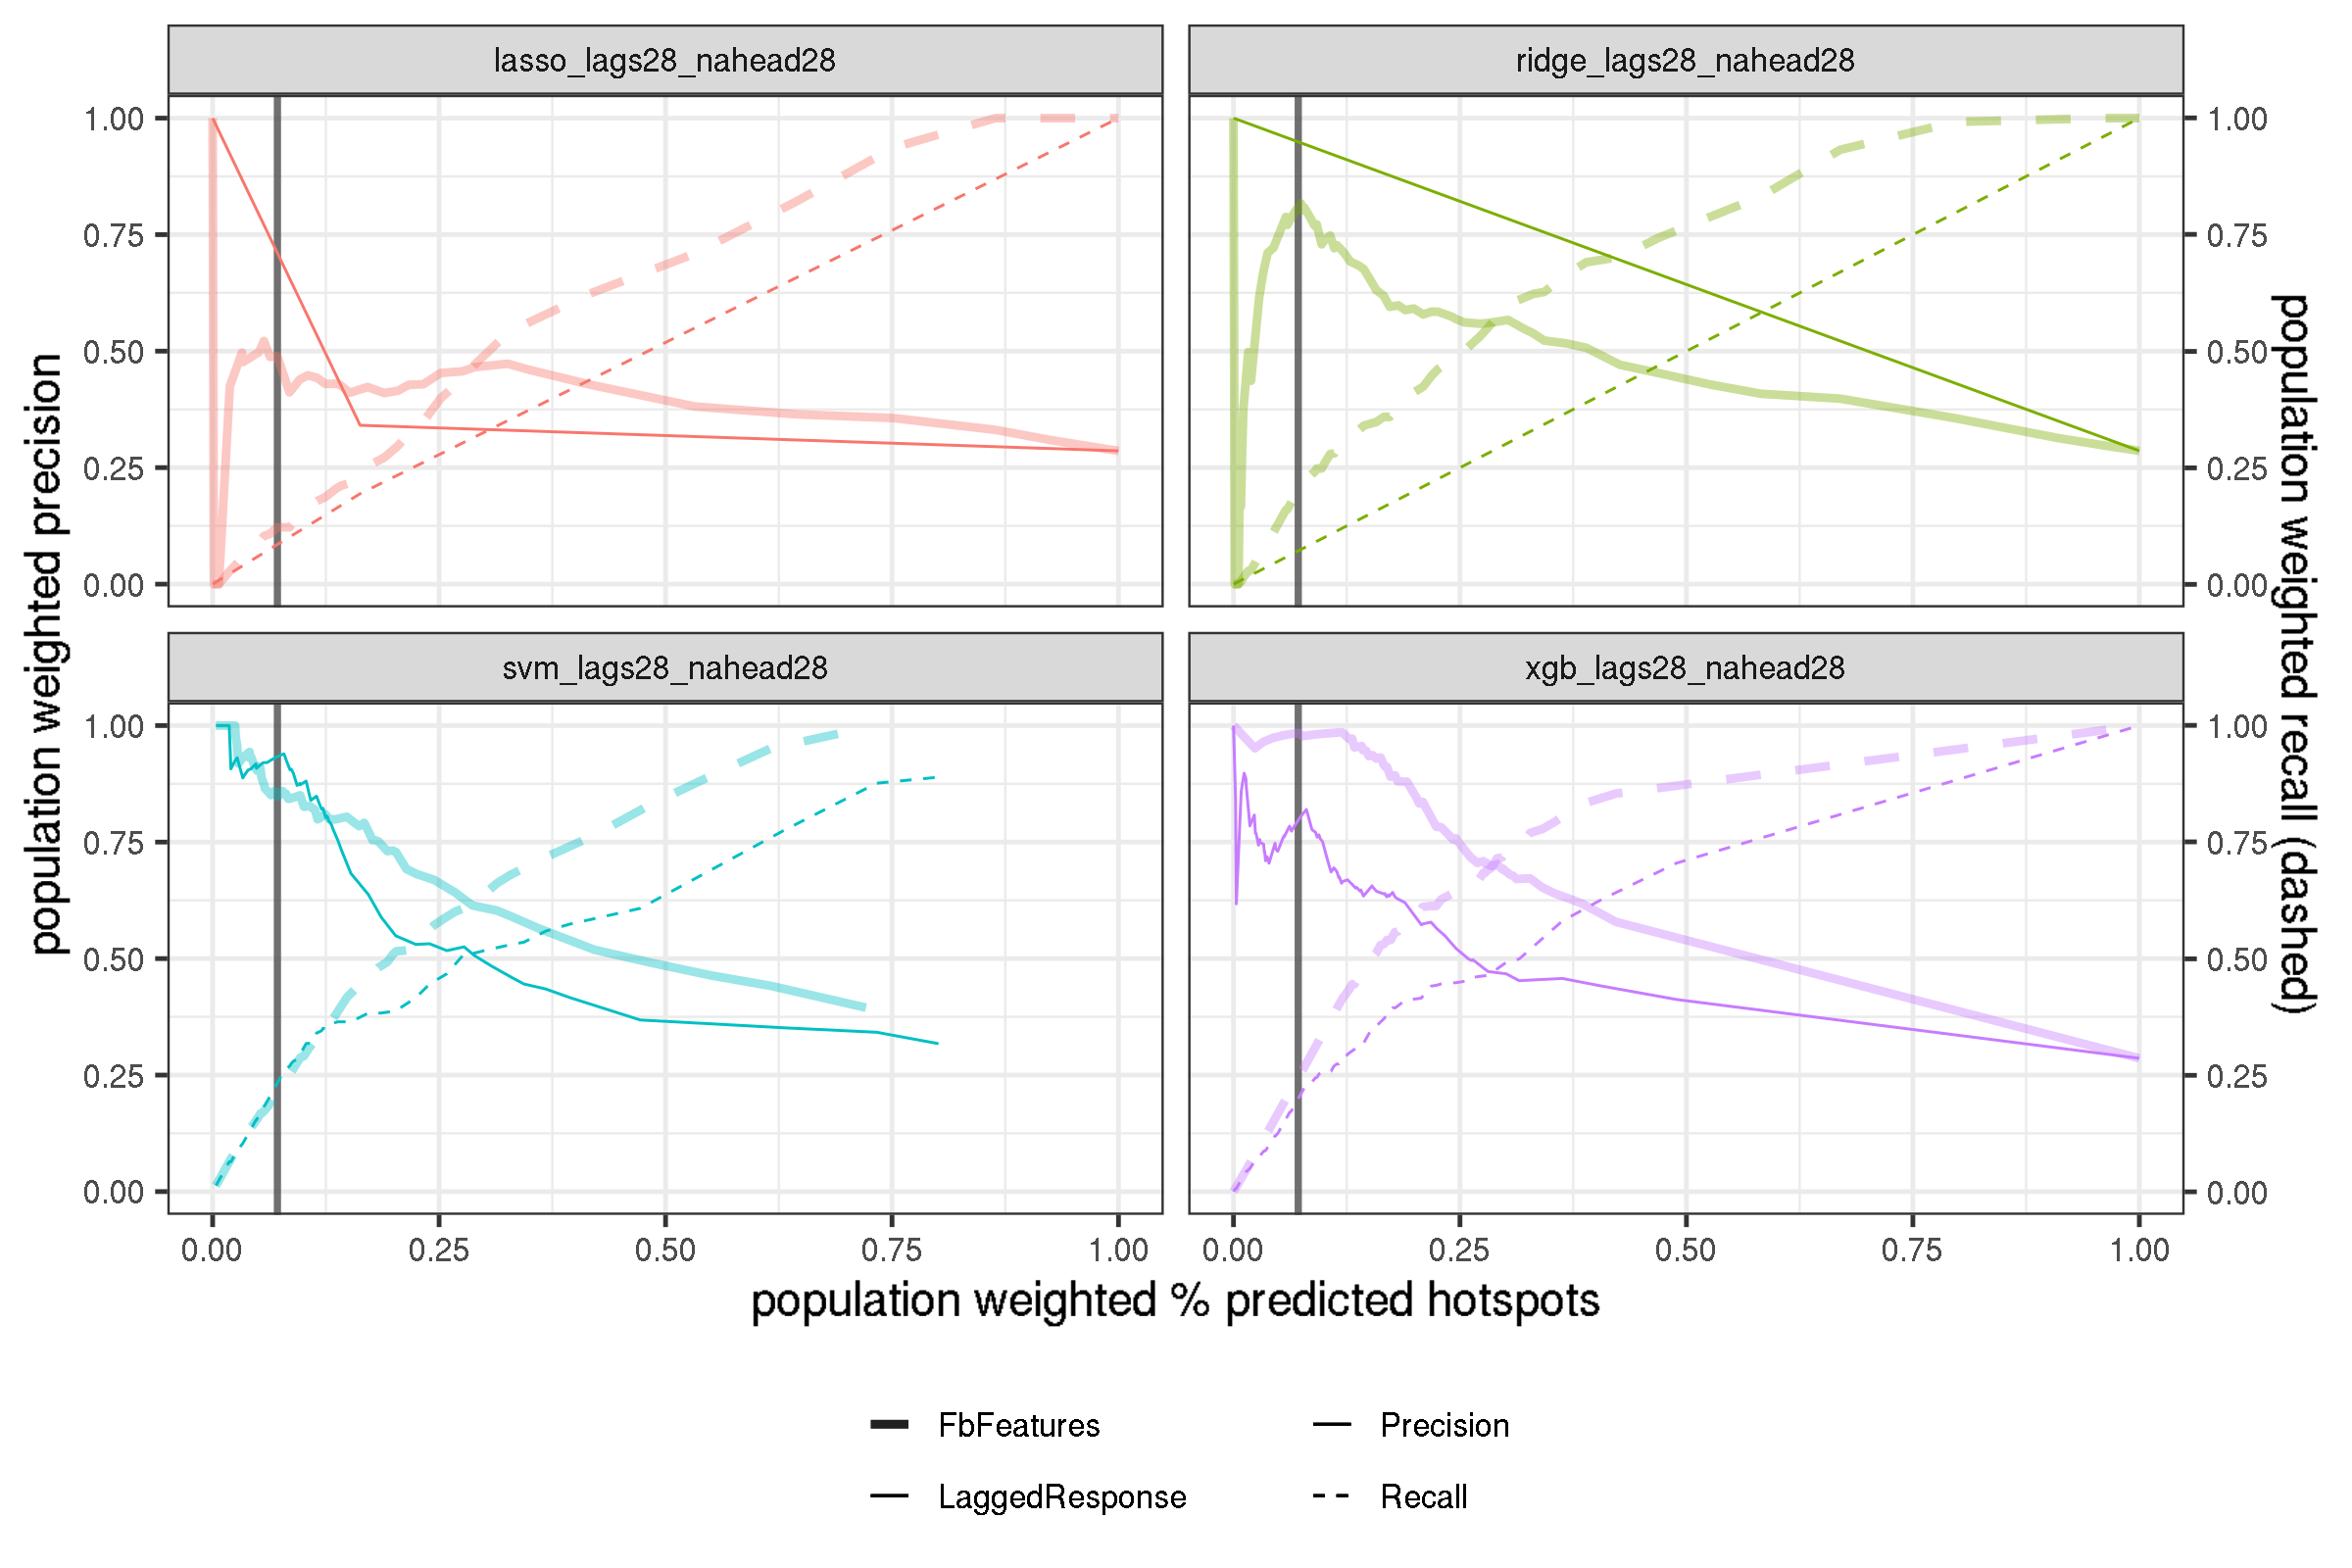 lasso_lags28_nahead28
ridge_lags28_nahead28
1.00
0.75
0.50
0.25
0.00
1.00
0.75
0.50
0.25
0.00
svm_lags28_nahead28
xgb_lags28_nahead28
1.00
0.75
0.50
0.25
0.00
1.00
0.75
0.50
0.25
0.00
population weighted precision
population weighted recall (dashed)
0.00 0.25 0.50 0.75 1.00
0.00 0.25 0.50 0.75 1.00
population weighted % predicted hotspots
FbFeatures
Precision
LaggedResponse
Recall